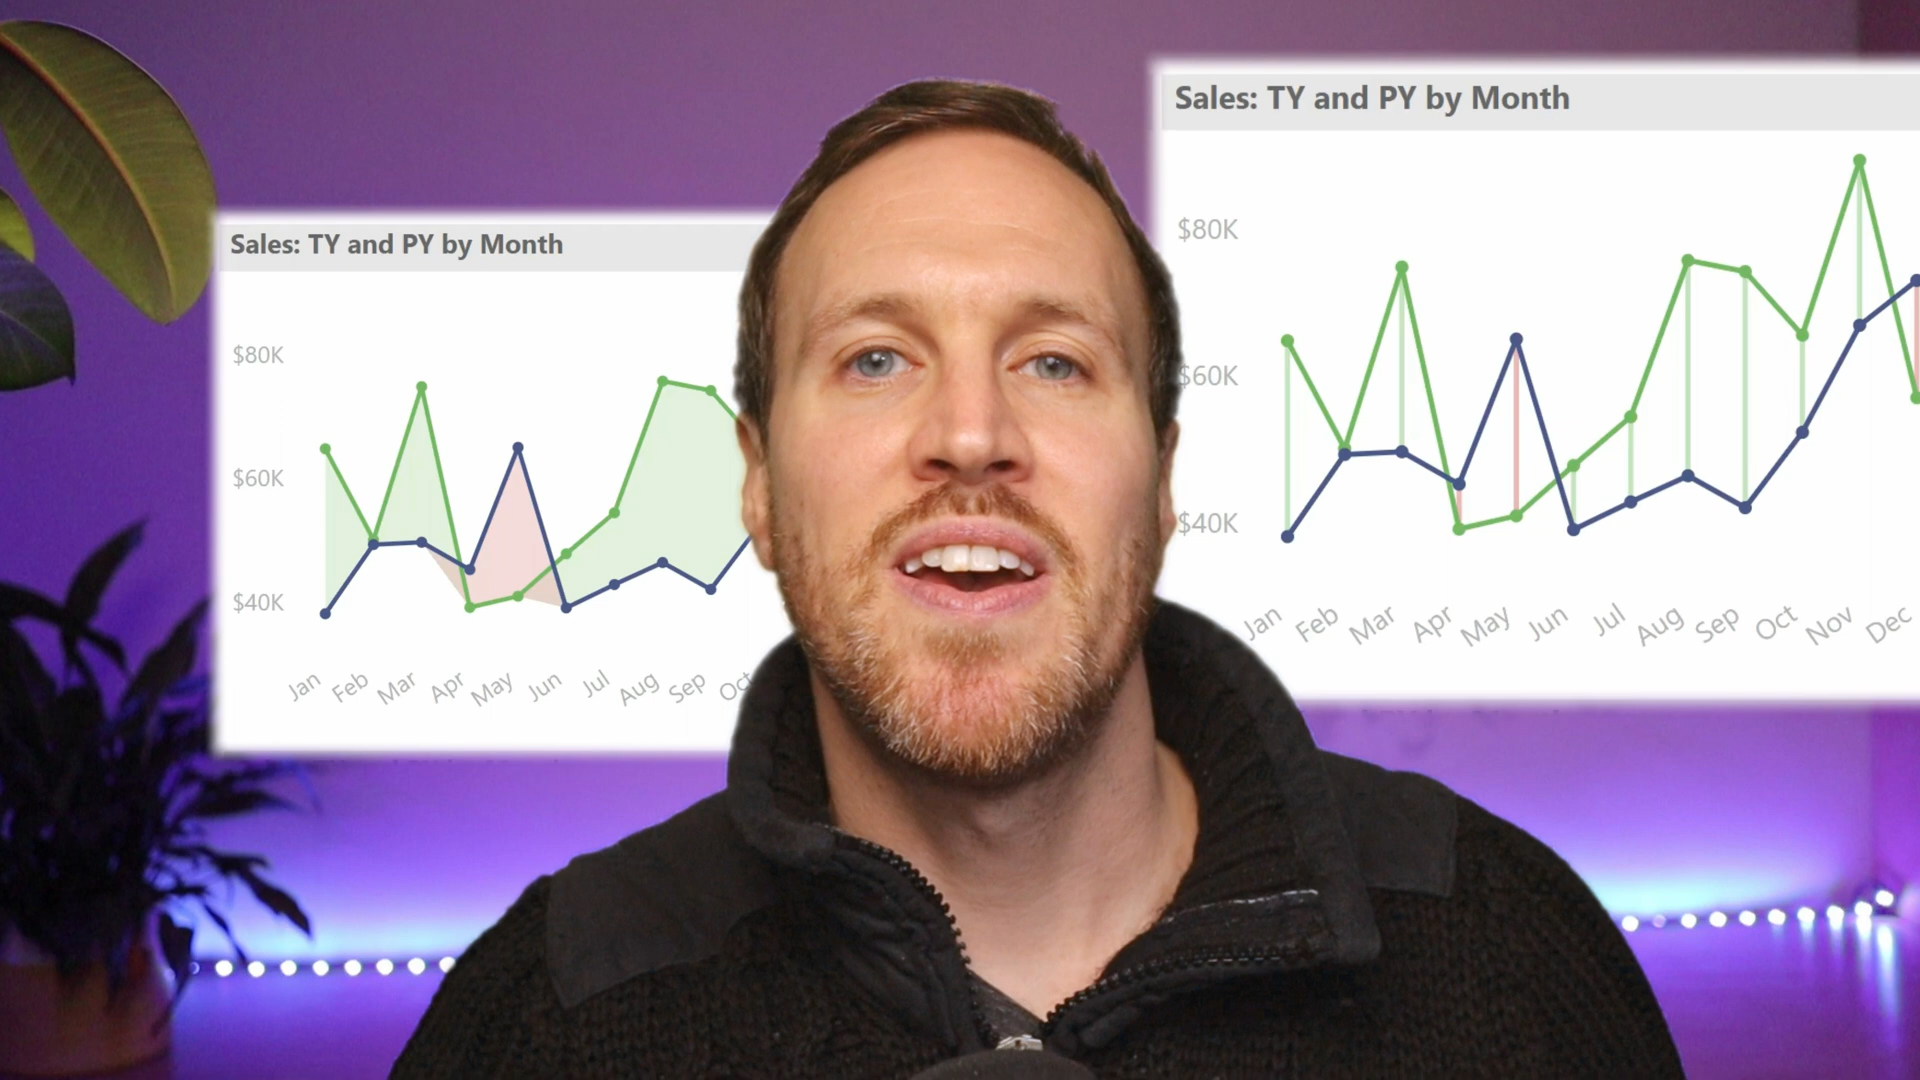 Sales: TY and PY by Month
$80K
$60K
$40K
Jan Feb Mar Apr May Jun Jul Aug Sep Oct
Sales: TY and PY by Month
$80K
$60K
$40K
Jan Feb Mar Apr May Jun Jul Aug Sep Oct Nov Dec